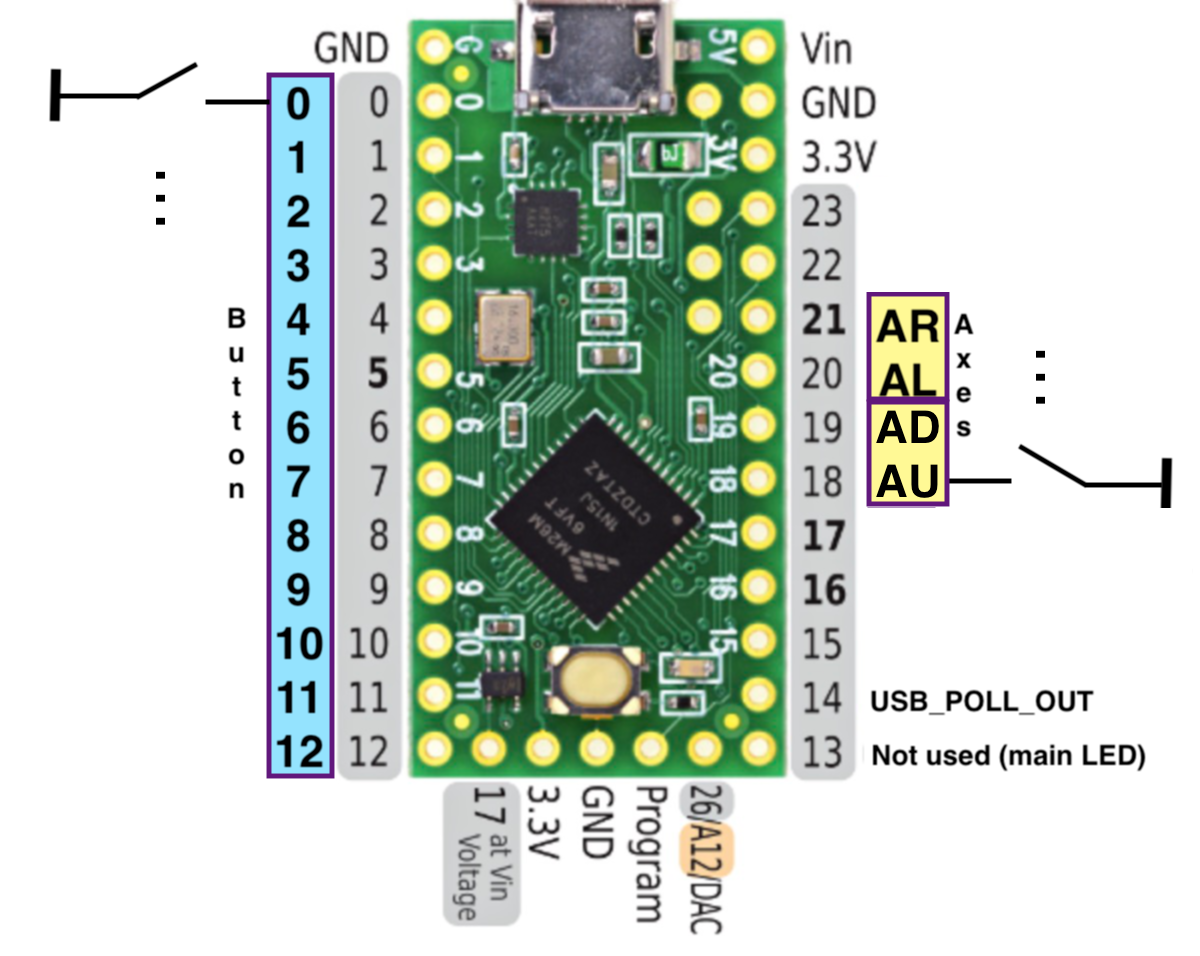 GND G 5V Vin
0 0 0 GND
1 1 1 3V 3.3V
2 2 2 23
3 3 3 22
4 4 21 AR
5 5 5 20 20 AL
6 6 6 19 19 AD
7 7 7 18 18 AU
8 8 8 17 17
9 9 9 16 16
10 10 10 15 15
11 11 11 14 USB_POLL_OUT
12 12 13 Not used (main LED)
Button
Axes
CTDZTAZ
1N15J
6VFT
M26M
17 at Vin
Voltage
3.3V
GND
Program
26/A12/DAC